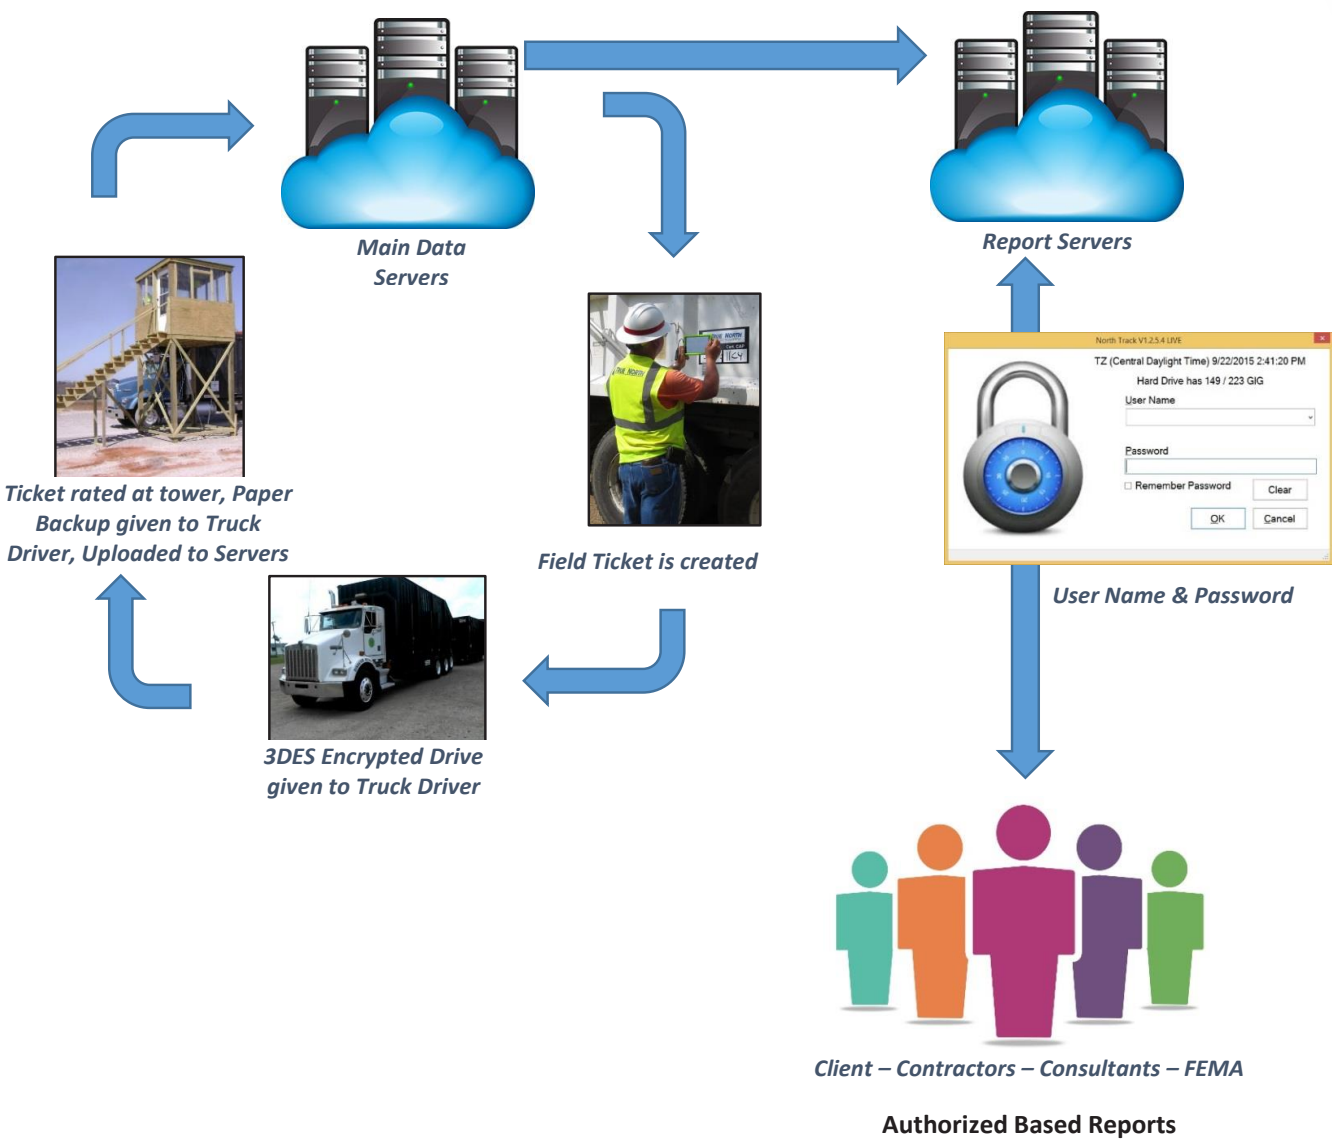 Main Data
Servers
Report Servers
Ticket rated at tower, Paper
Backup given to Truck
Driver, Uploaded to Servers
TRUE NORTH
Field Ticket is created
North Track V1.2.5.4 LIVE
TZ (Central Daylight Time) 9/22/2015 2:41:20 PM
Hard Drive has 149 / 223 GIG
User Name
Password
Remember Password
Clear
OK
Cancel
User Name & Password
3DES Encrypted Drive
given to Truck Driver
Client – Contractors – Consultants – FEMA
Authorized Based Reports